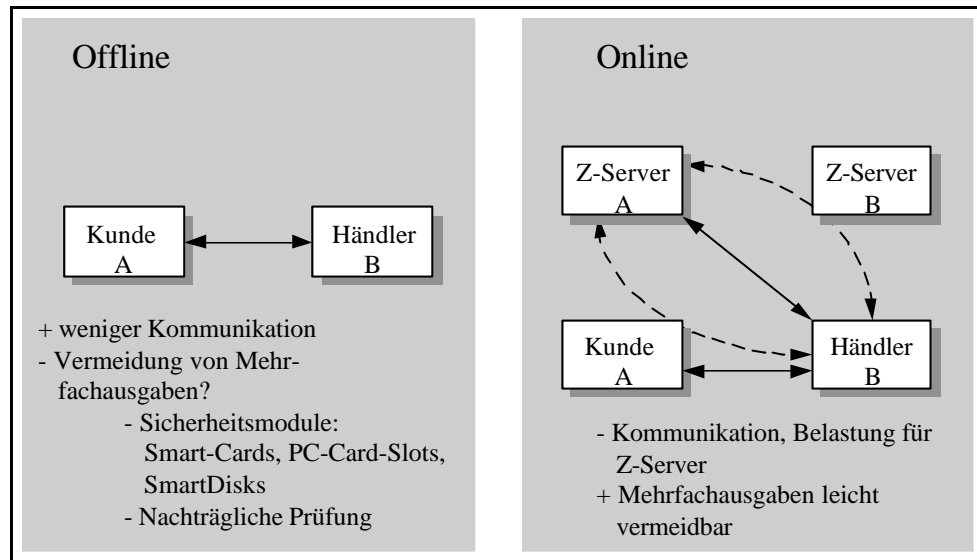 Offline
Kunde
A
Händler
B
+ weniger Kommunikation
- Vermeidung von Mehr-
fachausgaben?
- Sicherheitsmodule:
Smart-Cards, PC-Card-Slots,
SmartDisks
- Nachträgliche Prüfung
Online
Z-Server
A
Z-Server
B
Kunde
A
Händler
B
- Kommunikation, Belastung für
Z-Server
+ Mehrfachausgaben leicht
vermeidbar